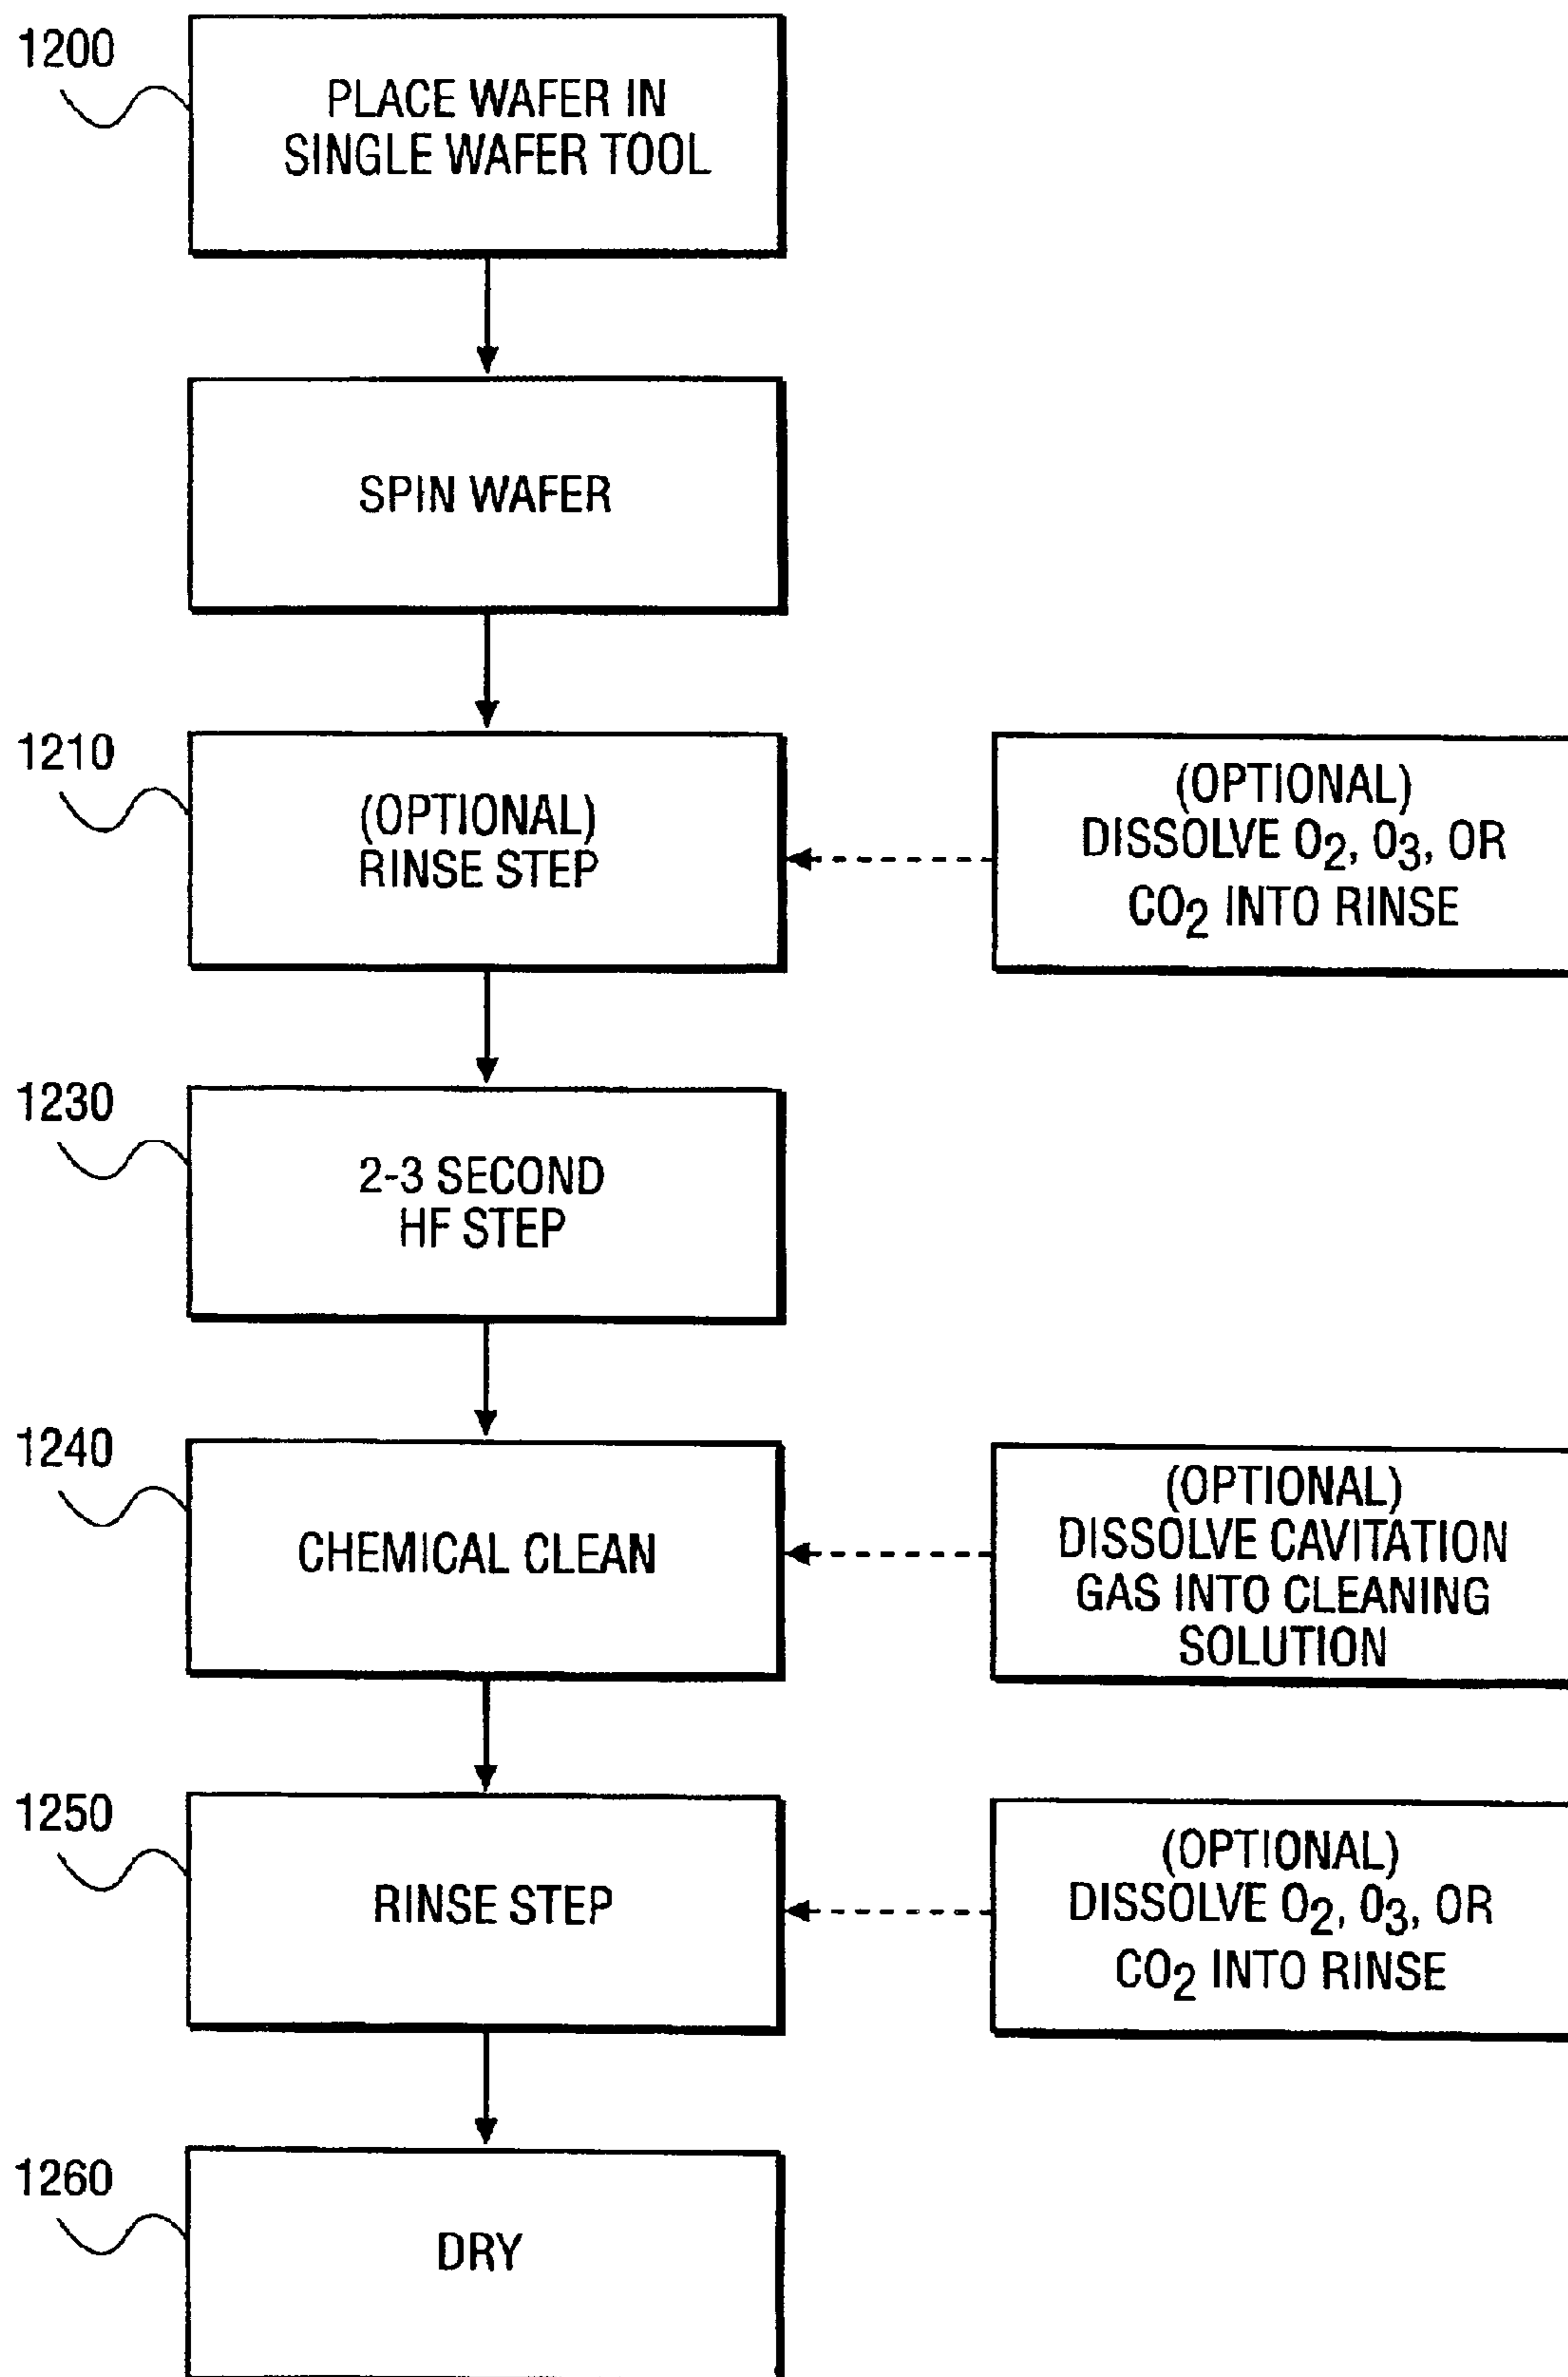 1200
PLACE WAFER IN
SINGLE WAFER TOOL
SPIN WAFER
1210
(OPTIONAL)
RINSE STEP
(OPTIONAL)
DISSOLVE O2, O3, OR
CO2 INTO RINSE
1230
2-3 SECOND
HF STEP
1240
CHEMICAL CLEAN
(OPTIONAL)
DISSOLVE CAVITATION
GAS INTO CLEANING
SOLUTION
1250
RINSE STEP
(OPTIONAL)
DISSOLVE O2, O3, OR
CO2 INTO RINSE
1260
DRY